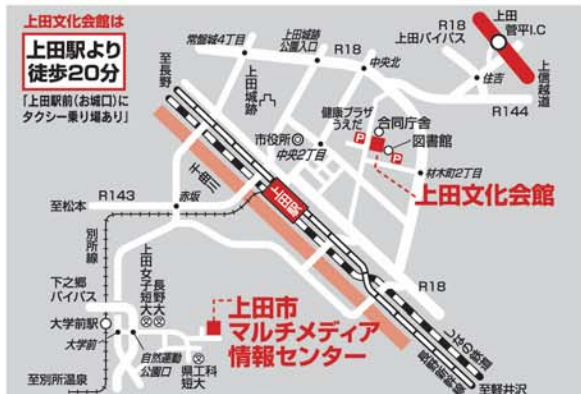 上田文化会館は
上田駅より
徒歩20分
「上田駅前(お城口)に
タクシー乗り場あり」
至長野
常盤城4丁目
上田城跡
公園入口
R18
中央北
R18
上田バイパス
上田
菅平I.C
住吉
上信越道
R144
上田城跡
市役所
中央2丁目
健康プラザ
うえだ
合同庁舎
図書館
P
P
材木町2丁目
上田文化会館
千曲川
上田駅
R143
至松本
赤坂
別所線
下之郷
バイパス
上田女子短大
長野大
大学前駅
大学前
自然運動
公園口
県工科
短大
至別所温泉
上田市
マルチメディア
情報センター
R18
しなの鉄道
至軽井沢